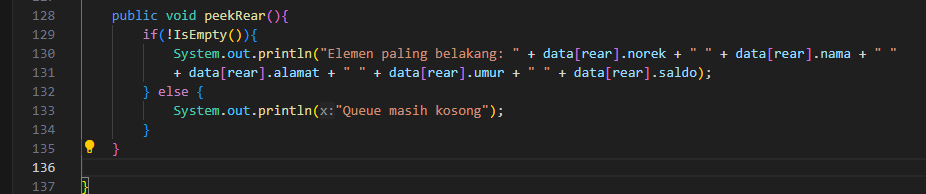 128 public void peekRear(){
129 if(!IsEmpty()){
130 System.out.println("Elemen paling belakang: " + data[rear].norek + " " + data[rear].nama + " "
131 + data[rear].alamat + " " + data[rear].umur + " " + data[rear].saldo);
132 } else {
133 System.out.println(x:"Queue masih kosong");
134 }
135 }
136
137 }